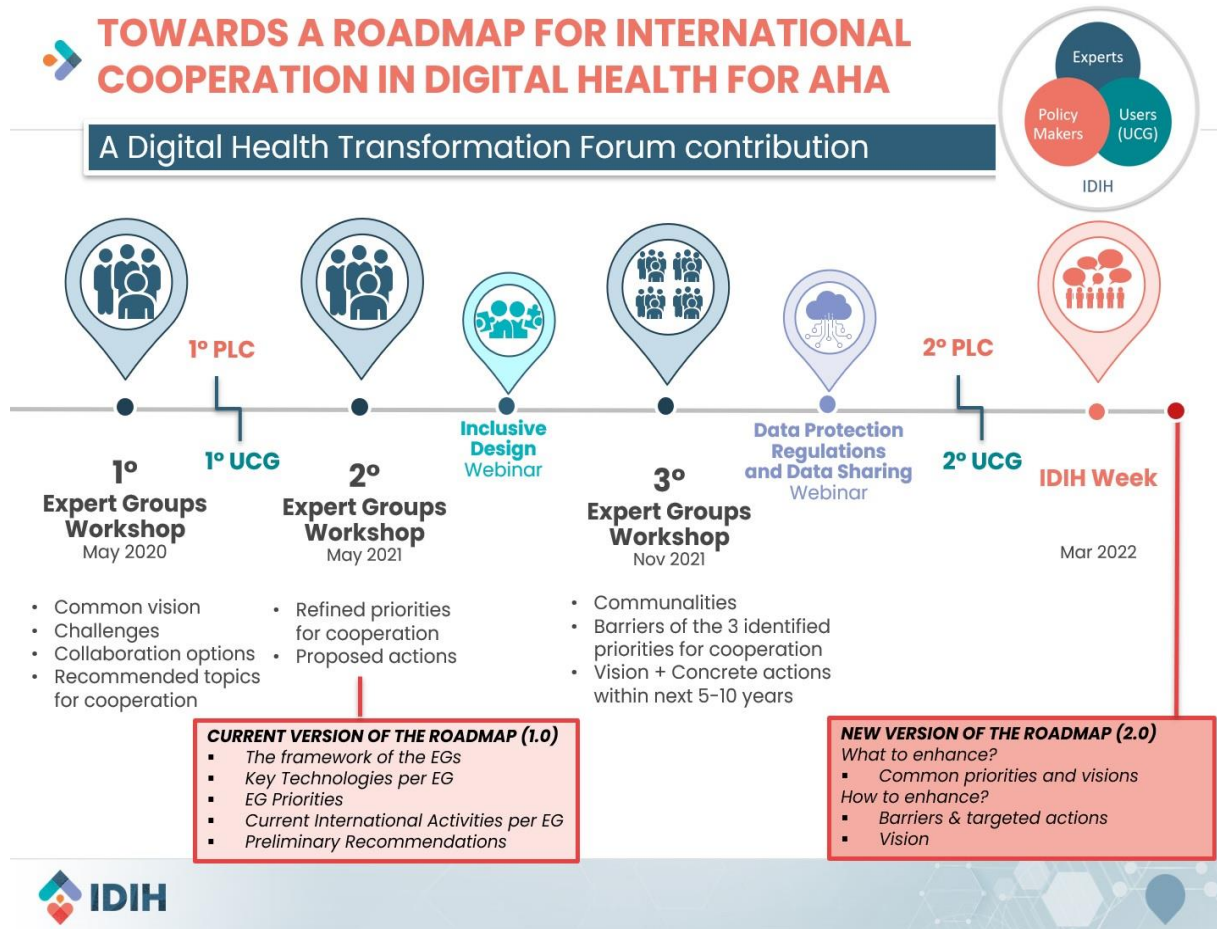 TOWARDS A ROADMAP FOR INTERNATIONAL
COOPERATION IN DIGITAL HEALTH FOR AHA
A Digital Health Transformation Forum contribution
Experts
Policy
Makers
Users
(UCG)
IDIH
1º PLC
1º UCG
2º PLC
2º UCG
1º
Expert Groups
Workshop
May 2020
2º
Expert Groups
Workshop
May 2021
Inclusive
Design
Webinar
3º
Expert Groups
Workshop
Nov 2021
Data Protection
Regulations
and Data Sharing
Webinar
IDIH Week
Mar 2022
• Common vision
• Challenges
• Collaboration options
• Recommended topics
for cooperation
• Refined priorities
for cooperation
• Proposed actions
• Communalities
• Barriers of the 3 identified
priorities for cooperation
• Vision + Concrete actions
within next 5-10 years
CURRENT VERSION OF THE ROADMAP (1.0)
▪ The framework of the EGs
▪ Key Technologies per EG
▪ EG Priorities
▪ Current International Activities per EG
▪ Preliminary Recommendations
NEW VERSION OF THE ROADMAP (2.0)
What to enhance?
▪ Common priorities and visions
How to enhance?
▪ Barriers & targeted actions
▪ Vision
IDIH